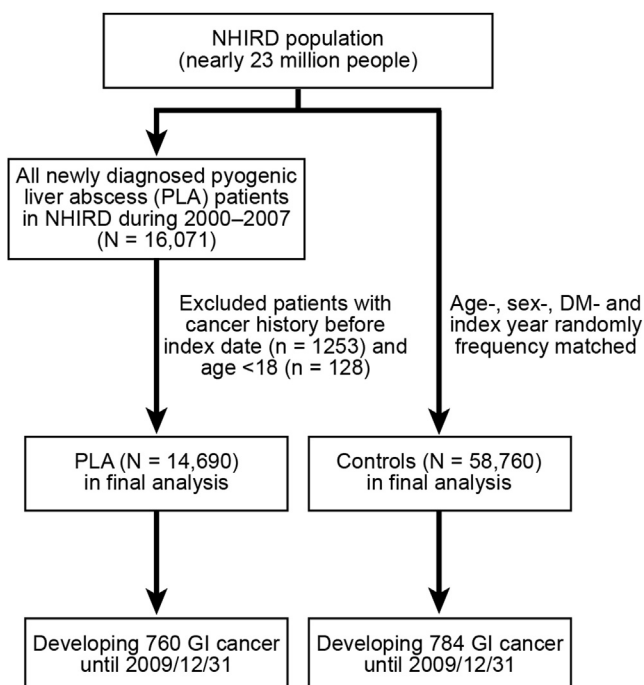 NHIRD population
(nearly 23 million people)
All newly diagnosed pyogenic
liver abscess (PLA) patients
in NHIRD during 2000–2007
(N = 16,071)
Excluded patients with
cancer history before
index date (n = 1253) and
age <18 (n = 128)
Age-, sex-, DM- and
index year randomly
frequency matched
PLA (N = 14,690)
in final analysis
Controls (N = 58,760)
in final analysis
Developing 760 GI cancer
until 2009/12/31
Developing 784 GI cancer
until 2009/12/31